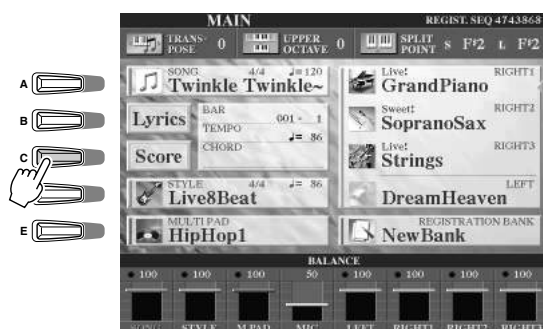 MAIN
REGIST. SEQ 4743868
TRANS-
POSE 0
UPPER
OCTAVE 0
SPLIT
POINT S F♯2 L F♯2
A
SONG 4/4 ♩=120
Twinkle Twinkle~
Live! RIGHT1
GrandPiano
B
Lyrics
BAR 001 - 1
TEMPO ♩= 86
Sweet! RIGHT2
SopranoSax
C
Score
CHORD
Live! RIGHT3
Strings
STYLE 4/4 ♩= 86
Live8Beat
LEFT
DreamHeaven
E
MULTI PAD
HipHop1
REGISTRATION BANK
NewBank
BALANCE
100 100 100 50 100 100 100 100
SONG STYLE M.PAD MIC LEFT RIGHT1 RIGHT2 RIGHT3